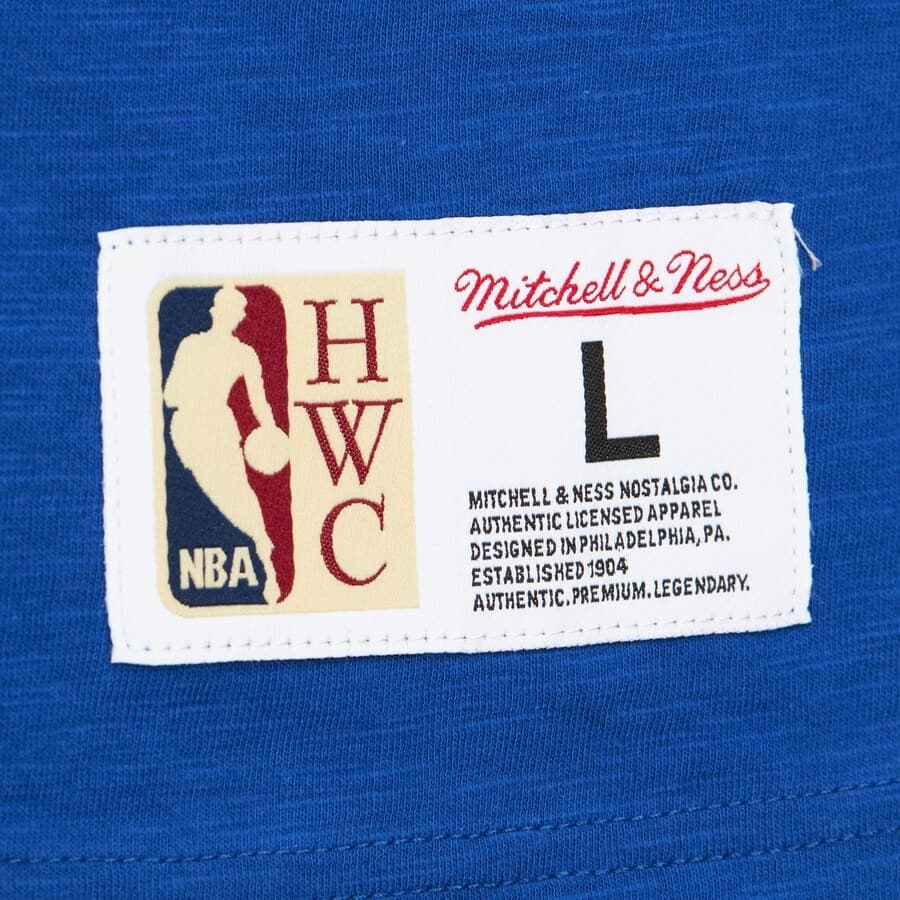 NBA
H
W
C
Mitchell & Ness
L
MITCHELL & NESS NOSTALGIA CO.
AUTHENTIC LICENSED APPAREL
DESIGNED IN PHILADELPHIA, PA.
ESTABLISHED 1904
AUTHENTIC. PREMIUM. LEGENDARY.